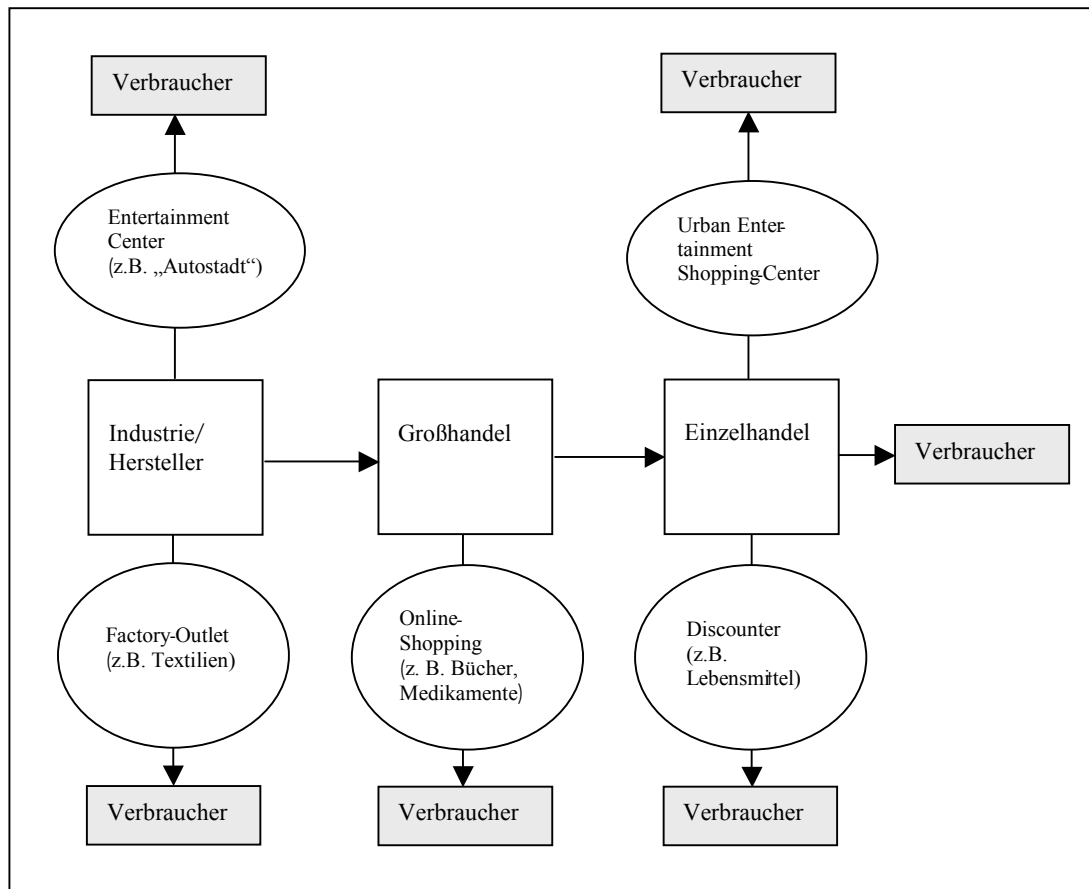 Verbraucher
Verbraucher
Entertainment
Center
(z.B. „Autostadt“)
Urban Enter-
tainment
Shopping-Center
Industrie/
Hersteller
Großhandel
Einzelhandel
Verbraucher
Factory-Outlet
(z.B. Textilien)
Online-
Shopping
(z. B. Bücher,
Medikamente)
Discounter
(z.B.
Lebensmittel)
Verbraucher
Verbraucher
Verbraucher